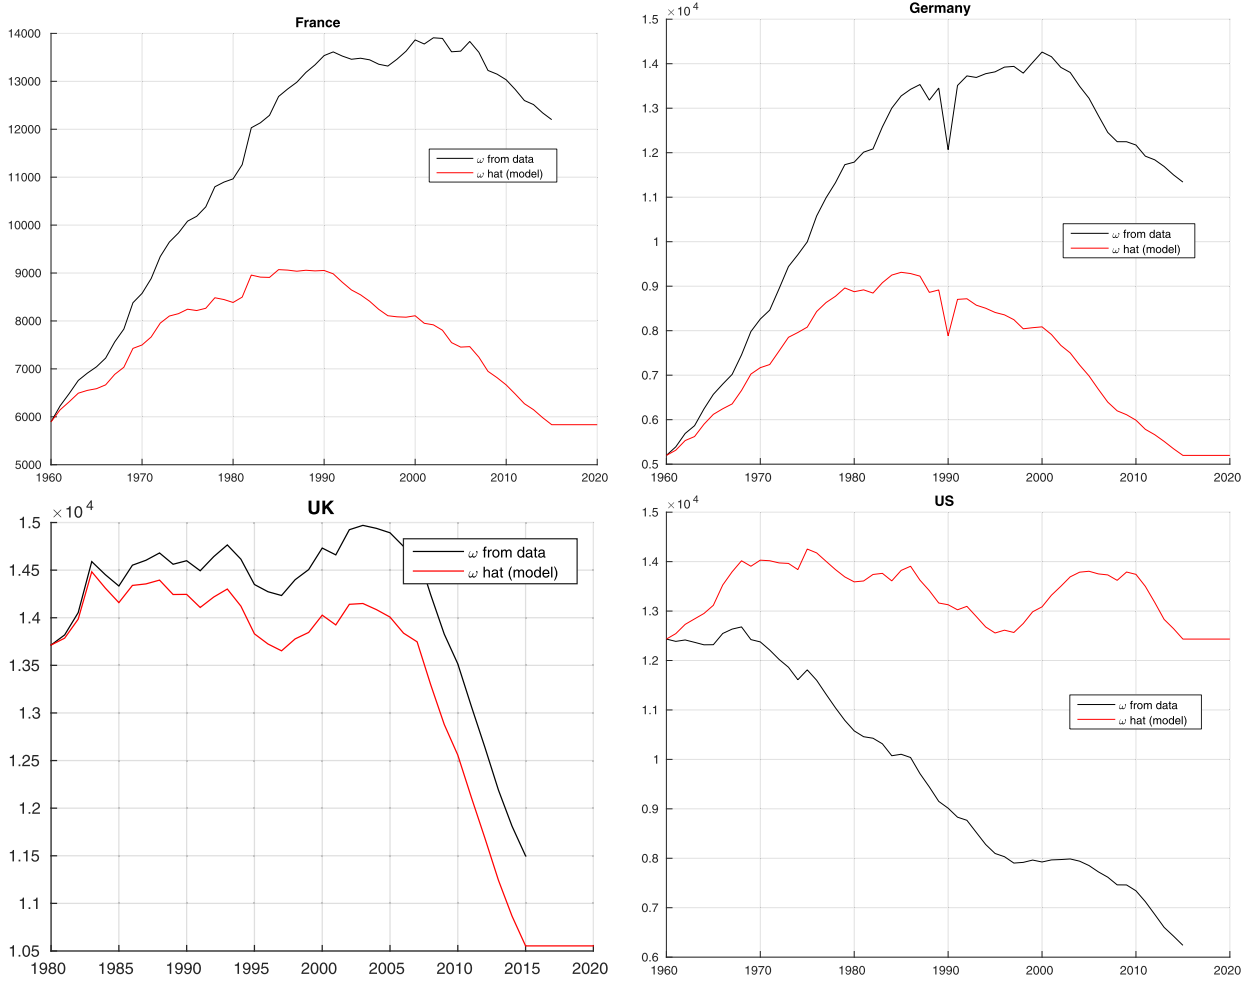 France
14000
13000
12000
11000
10000
9000
8000
7000
6000
5000
1960 1970 1980 1990 2000 2010 2020
ω from data
ω hat (model)
Germany
×10 4
1.5
1.4
1.3
1.2
1.1
1
0.9
0.8
0.7
0.6
0.5
1960 1970 1980 1990 2000 2010 2020
ω from data
ω hat (model)
UK
×10 4
1.5
1.45
1.4
1.35
1.3
1.25
1.2
1.15
1.1
1.05
1980 1985 1990 1995 2000 2005 2010 2015 2020
ω from data
ω hat (model)
US
×10 4
1.5
1.4
1.3
1.2
1.1
1
0.9
0.8
0.7
0.6
1960 1970 1980 1990 2000 2010 2020
ω from data
ω hat (model)